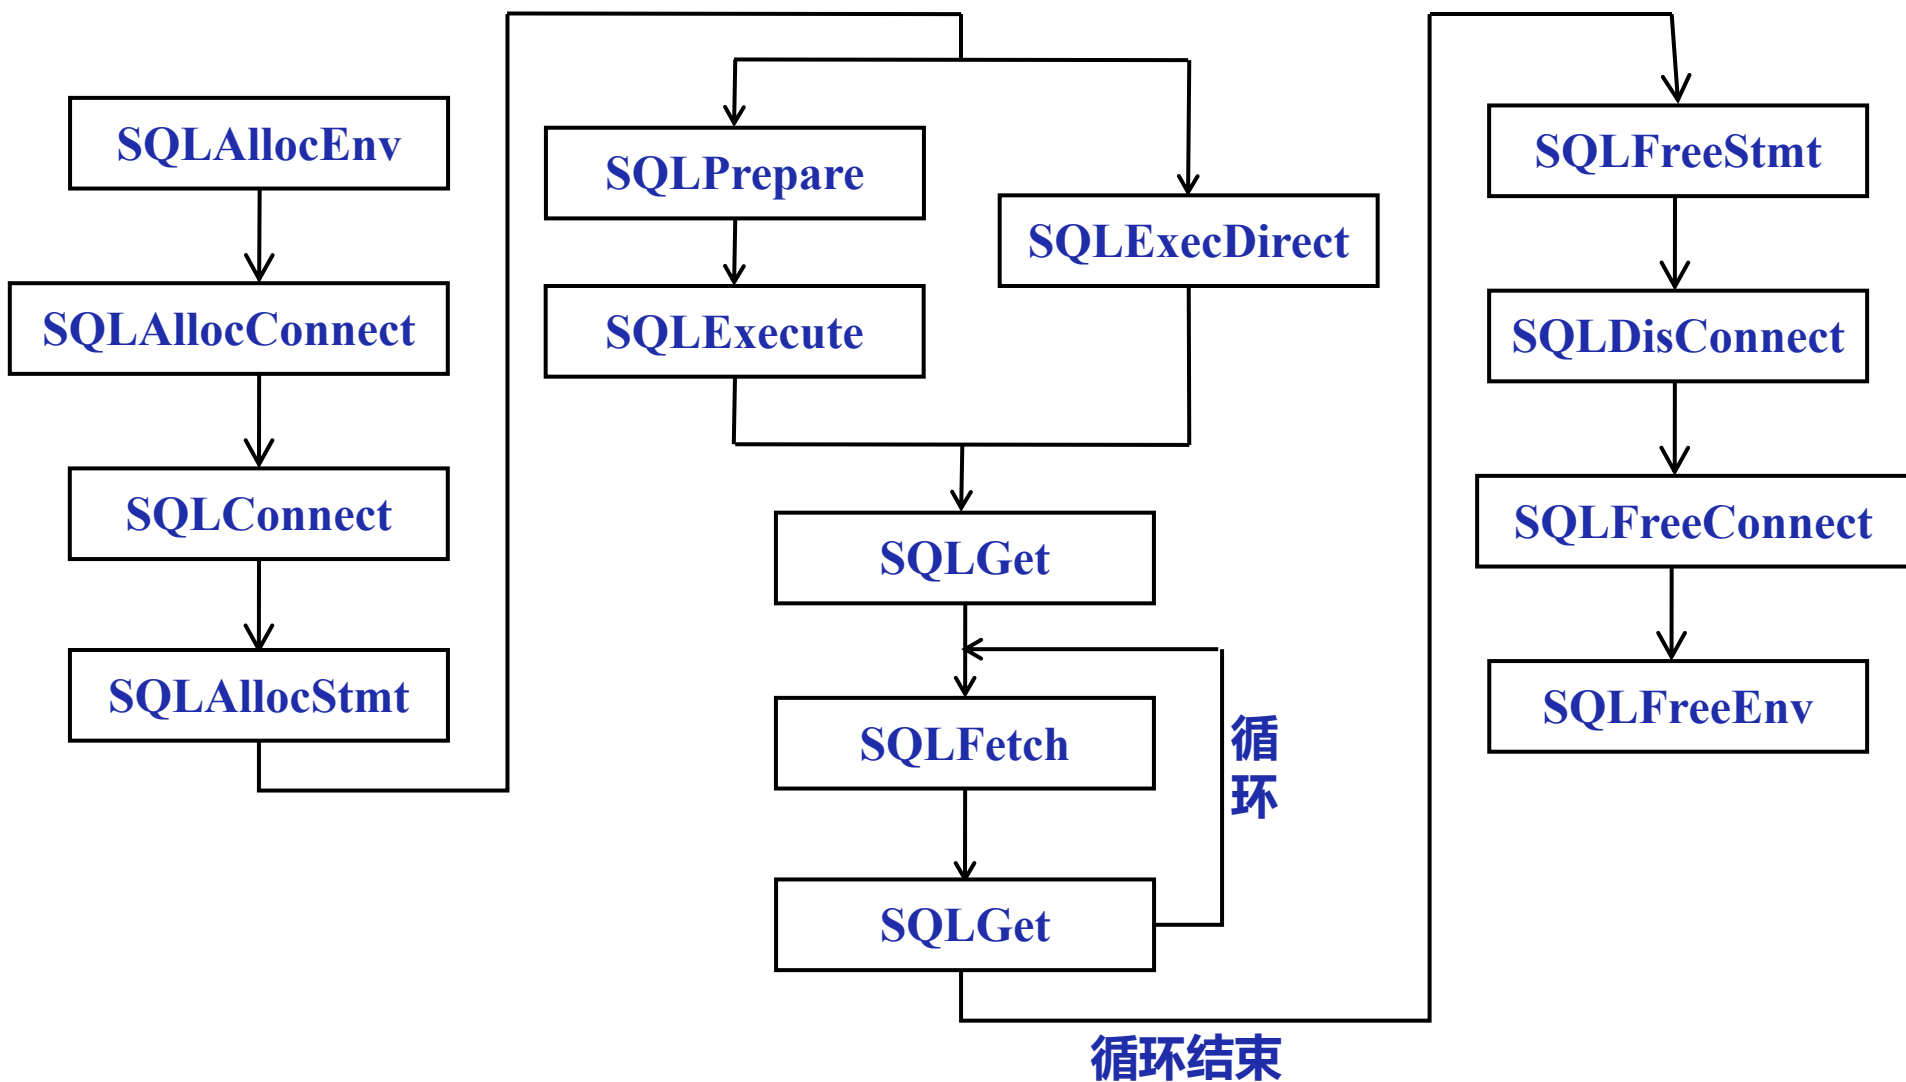 SQLAllocEnv
SQLAllocConnect
SQLConnect
SQLAllocStmt
SQLPrepare
SQLExecute
SQLExecDirect
SQLGet
SQLFetch
SQLGet
循
环
循环结束
SQLFreeStmt
SQLDisConnect
SQLFreeConnect
SQLFreeEnv